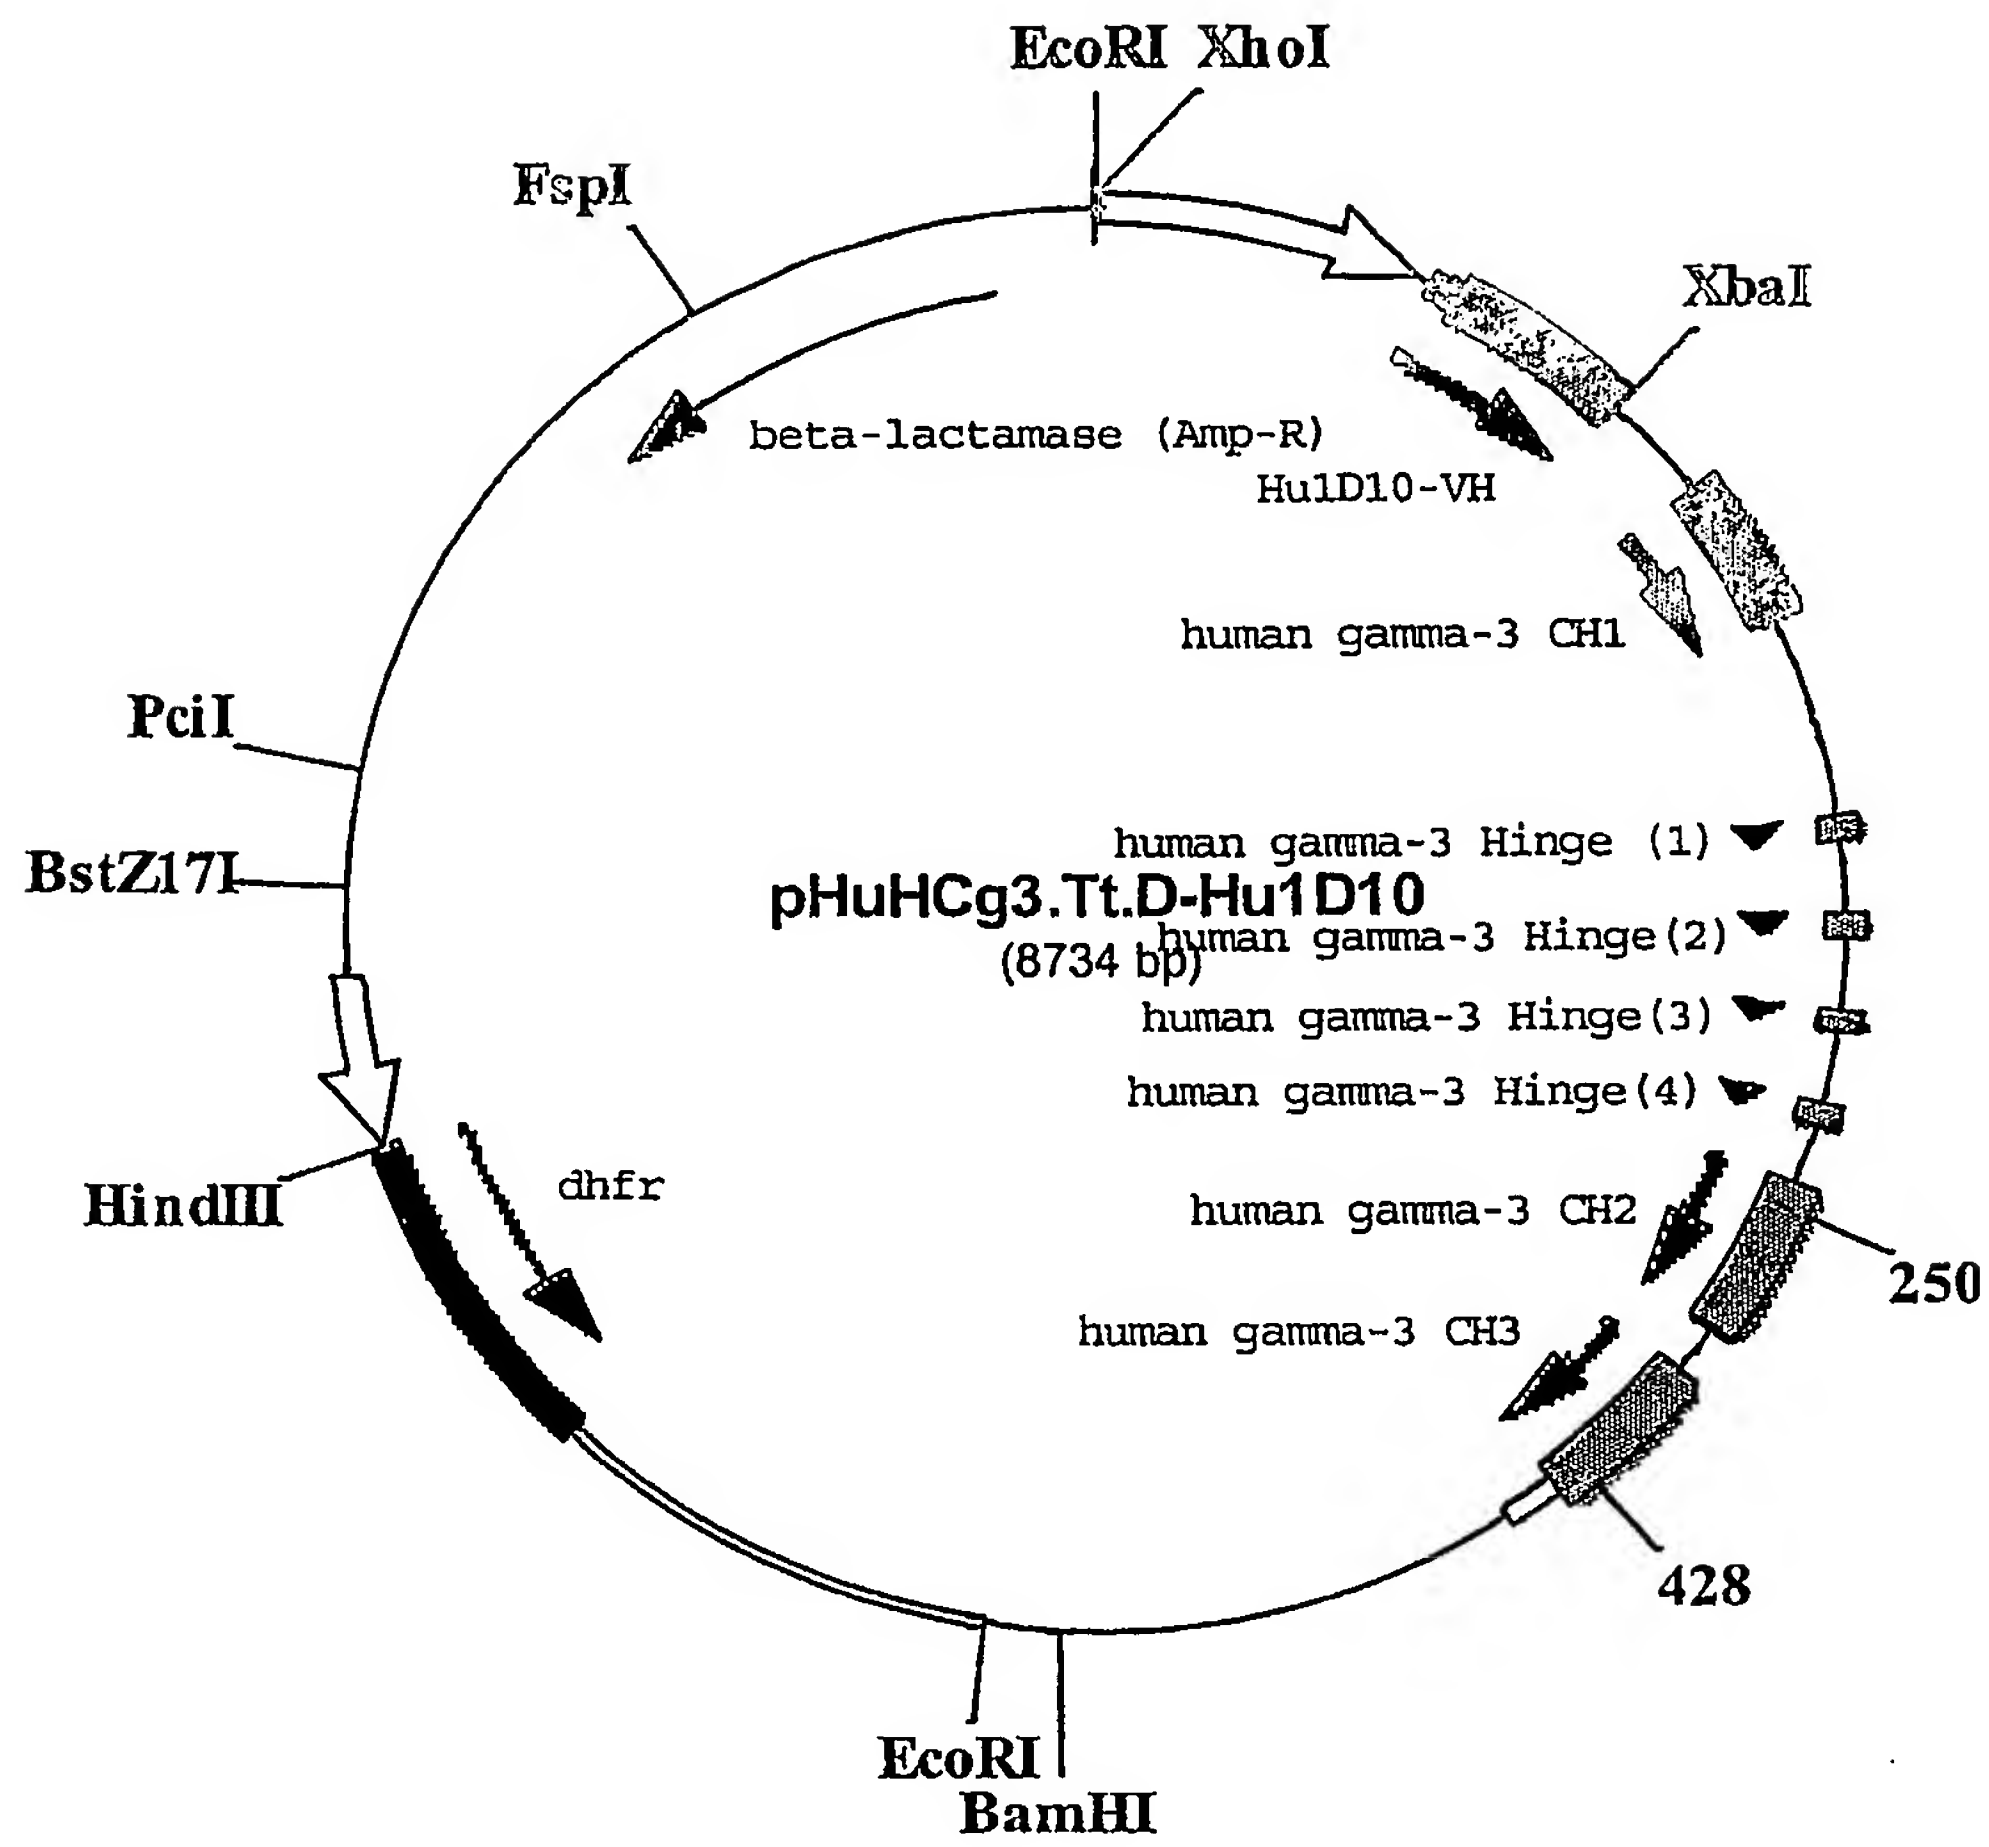 EcoRI XhoI
FspI
XbaI
beta-lactamase (Amp-R)
Hu1D10-VH
human gamma-3 CH1
PciI
human gamma-3 Hinge (1)
BstZ17I
pHuHCg3.Tt.D-Hu1D10
human gamma-3 Hinge(2)
(8734 bp)
human gamma-3 Hinge(3)
human gamma-3 Hinge(4)
HindIII
dhfr
human gamma-3 CH2
250
human gamma-3 CH3
428
EcoRI
BamHI